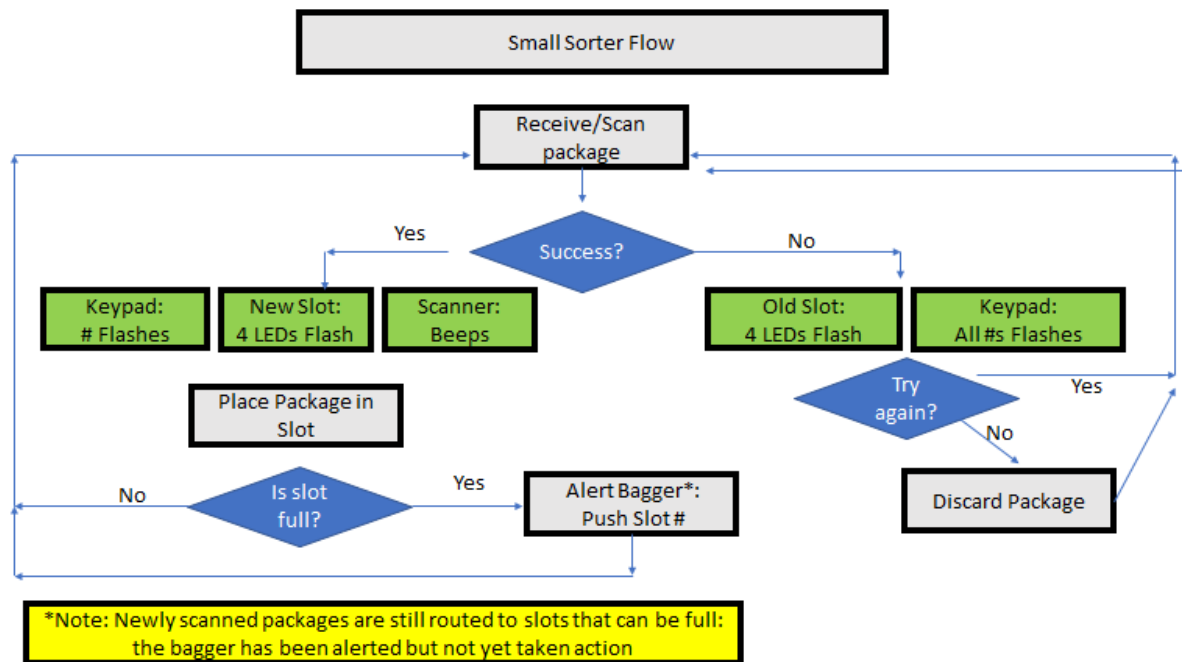 Small Sorter Flow
Receive/Scan
package
Success?
Yes
No
Keypad:
# Flashes
New Slot:
4 LEDs Flash
Scanner:
Beeps
Old Slot:
4 LEDs Flash
Keypad:
All #s Flashes
Try
again?
Yes
No
Discard Package
Place Package in
Slot
Is slot
full?
No
Yes
Alert Bagger*:
Push Slot #
*Note: Newly scanned packages are still routed to slots that can be full:
the bagger has been alerted but not yet taken action